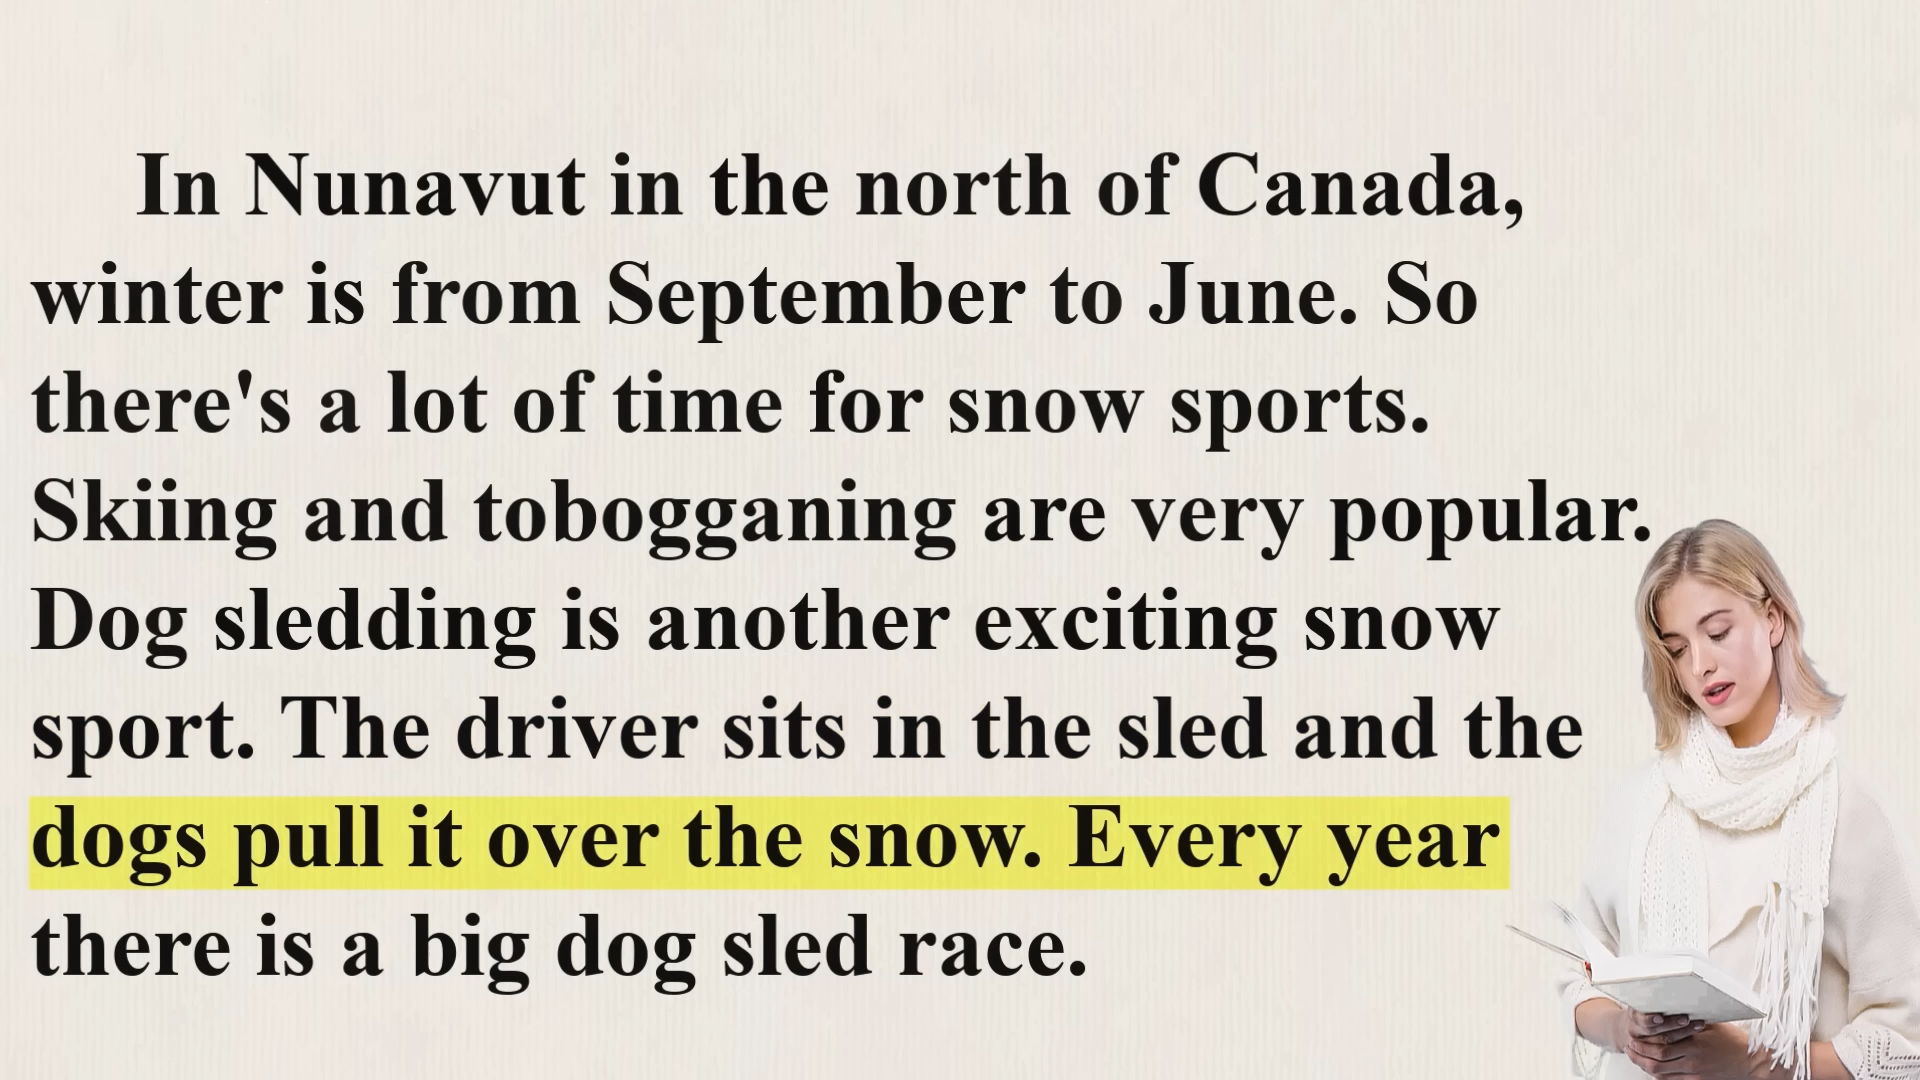 In Nunavut in the north of Canada,
winter is from September to June. So
there's a lot of time for snow sports.
Skiing and tobogganing are very popular.
Dog sledding is another exciting snow
sport. The driver sits in the sled and the
dogs pull it over the snow. Every year
there is a big dog sled race.